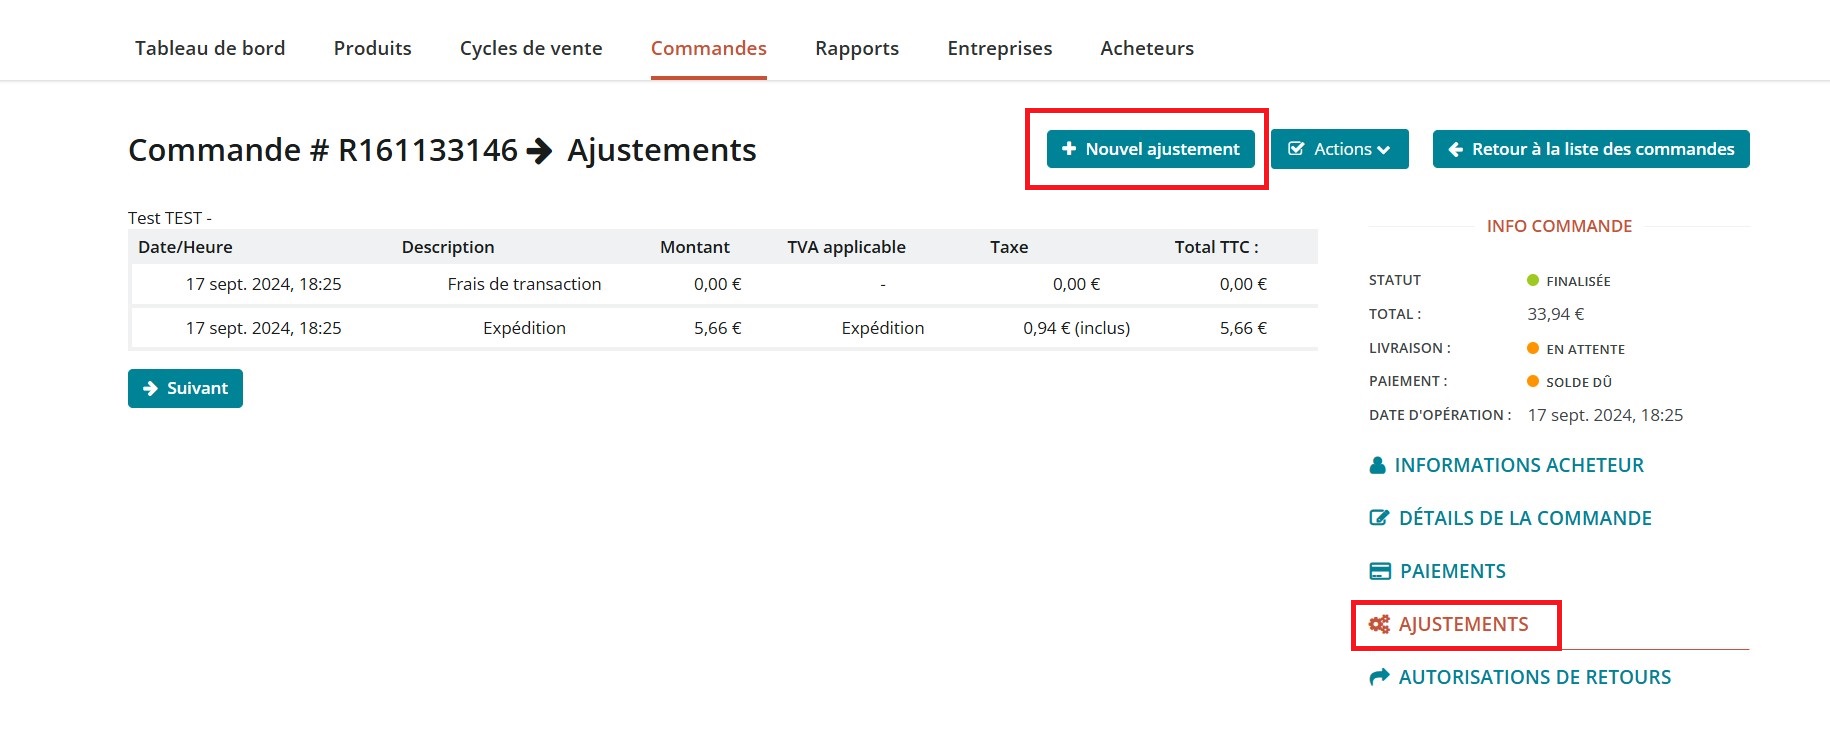 Tableau de bord Produits Cycles de vente Commandes Rapports Entreprises Acheteurs
Commande # R161133146 Ajustements
Nouvel ajustement Actions Retour à la liste des commandes
Test TEST -
Date/Heure Description Montant TVA applicable Taxe Total TTC :
17 sept. 2024, 18:25 Frais de transaction 0,00 € - 0,00 € 0,00 €
17 sept. 2024, 18:25 Expédition 5,66 € Expédition 0,94 € (inclus) 5,66 €
Suivant
INFO COMMANDE
STATUT FINALISÉE
TOTAL : 33,94 €
LIVRAISON : EN ATTENTE
PAIEMENT : SOLDE DÛ
DATE D'OPÉRATION : 17 sept. 2024, 18:25
INFORMATIONS ACHETEUR
DÉTAILS DE LA COMMANDE
PAIEMENTS
AJUSTEMENTS
AUTORISATIONS DE RETOURS